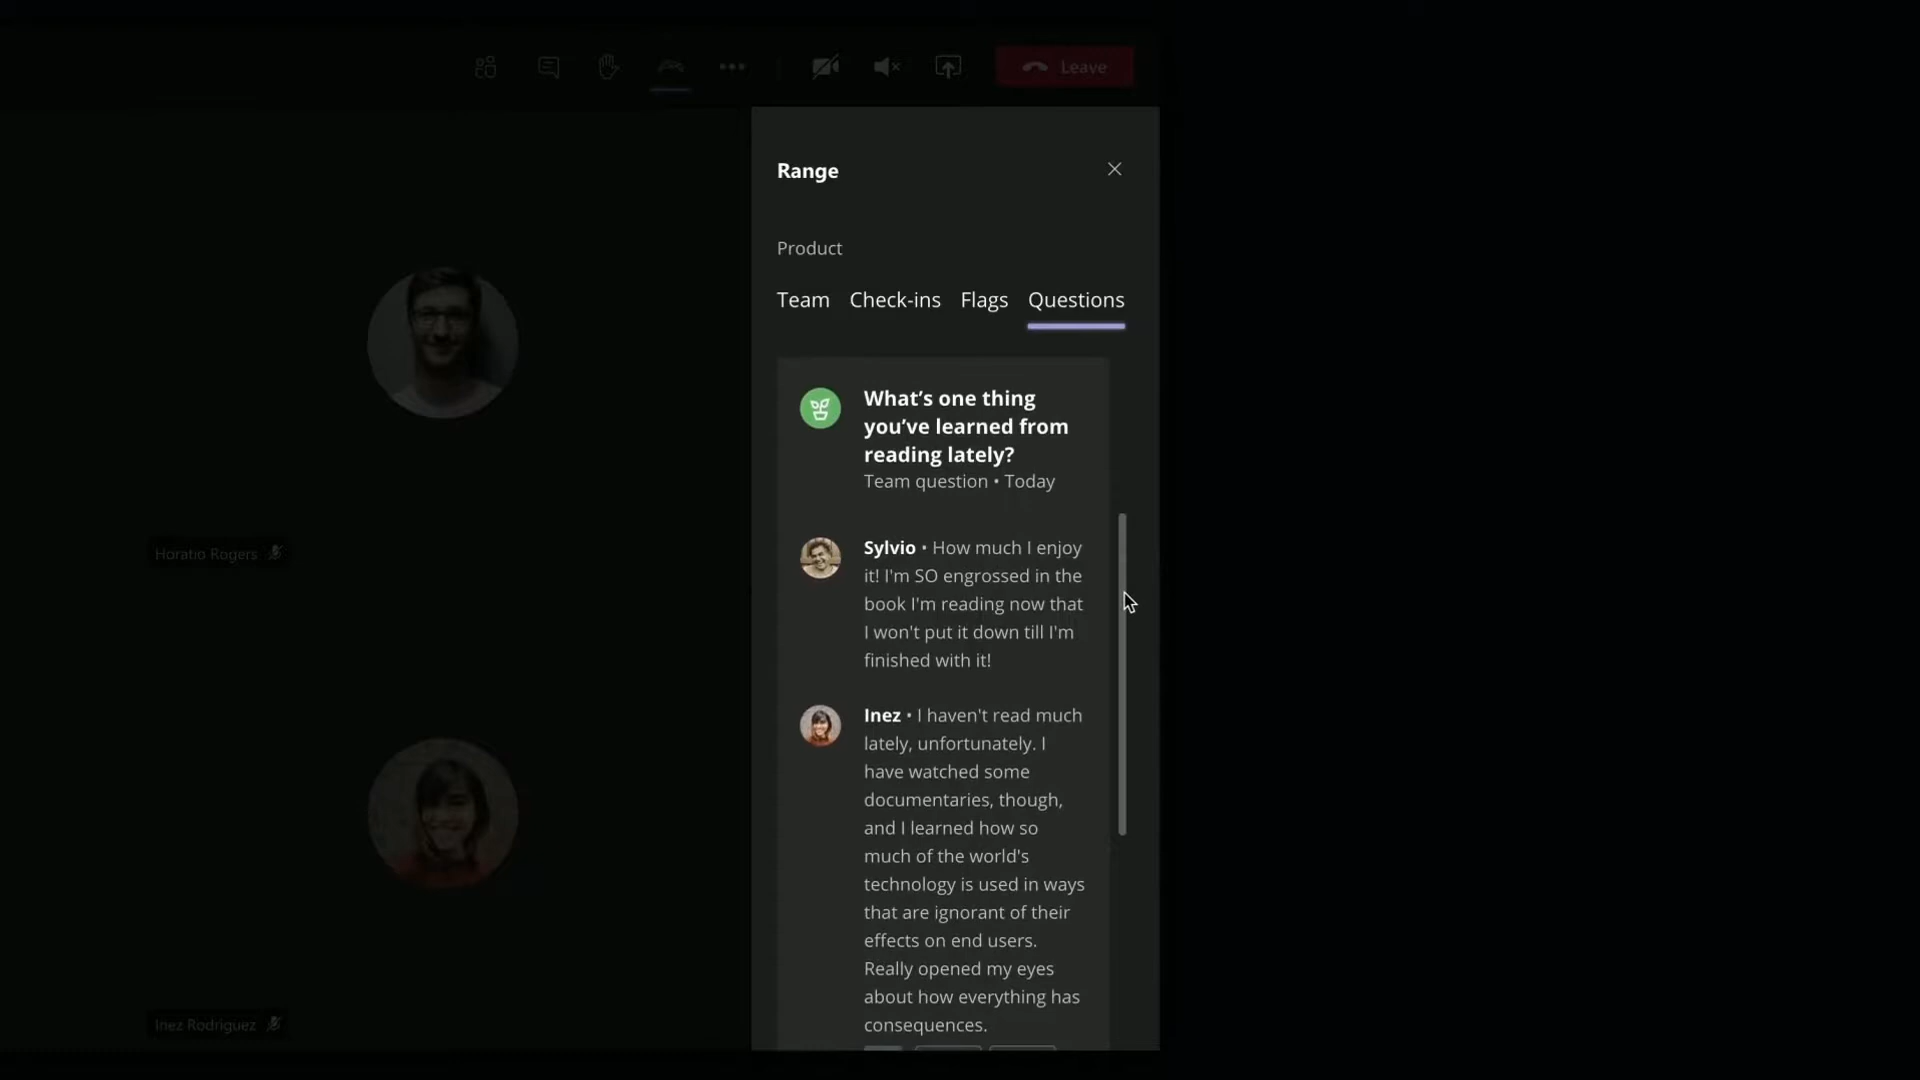 Leave
Range
Product
Team Check-ins Flags Questions
What's one thing
you've learned from
reading lately?
Team question • Today
Sylvio • How much I enjoy
it! I'm SO engrossed in the
book I'm reading now that
I won't put it down till I'm
finished with it!
Inez • I haven't read much
lately, unfortunately. I
have watched some
documentaries, though,
and I learned how so
much of the world's
technology is used in ways
that are ignorant of their
effects on end users.
Really opened my eyes
about how everything has
consequences.
Horatio Rogers
Inez Rodriguez